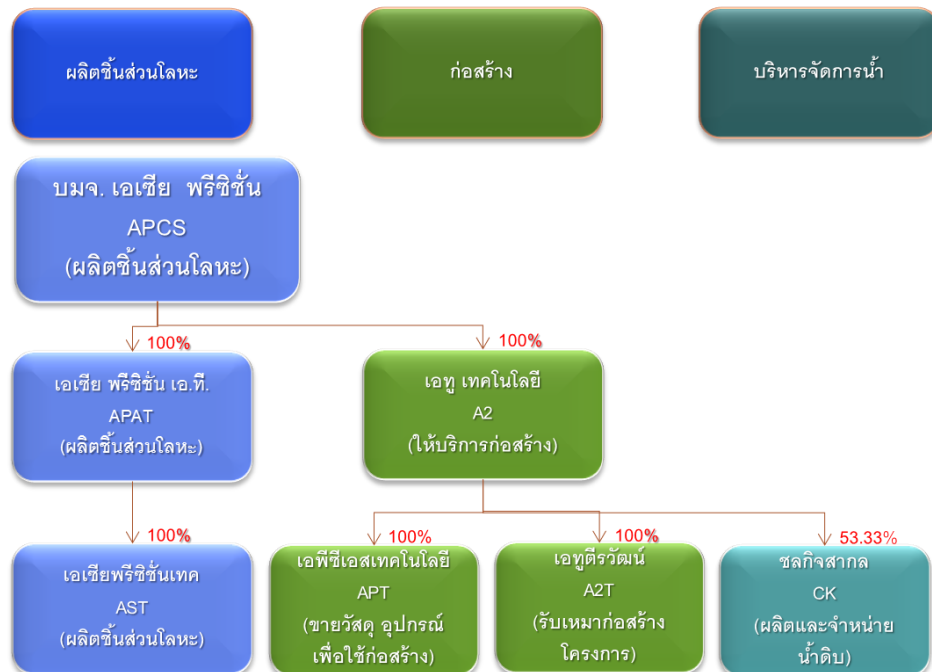 ผลิตชิ้นส่วนโลหะ
ก่อสร้าง
บริหารจัดการน้ำ
บมจ. เอเซีย พรีซิชั่น
APCS
(ผลิตชิ้นส่วนโลหะ)
100%
100%
เอเซีย พรีซิชั่น เอ.ที.
APAT
(ผลิตชิ้นส่วนโลหะ)
เอทู เทคโนโลยี
A2
(ให้บริการก่อสร้าง)
100%
100%
100%
53.33%
เอเซียพรีซิชั่นเทค
AST
(ผลิตชิ้นส่วนโลหะ)
เอพีซีเอสเทคโนโลยี
APT
(ขายวัสดุ อุปกรณ์
เพื่อใช้ก่อสร้าง)
เอทูตีรวัฒน์
A2T
(รับเหมาก่อสร้าง
โครงการ)
ชลกิจสากล
CK
(ผลิตและจำหน่าย
น้ำดิบ)